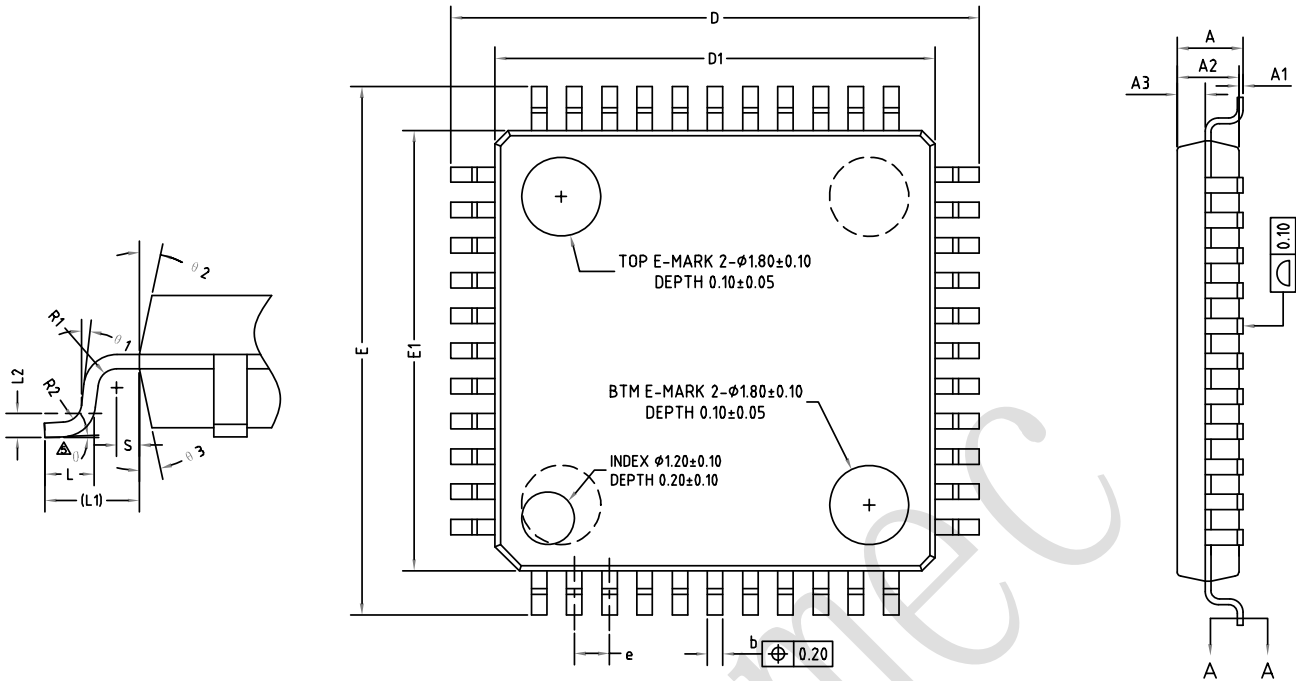 D
D1
A
A2
A3
A1
E
E1
TOP E-MARK 2-φ1.80±0.10
DEPTH 0.10±0.05
0.10
θ2
R1
θ1
L2
R2
BTM E-MARK 2-φ1.80±0.10
DEPTH 0.10±0.05
S
θ3
L
(L1)
INDEX φ1.20±0.10
DEPTH 0.20±0.10
e
b
0.20
A A